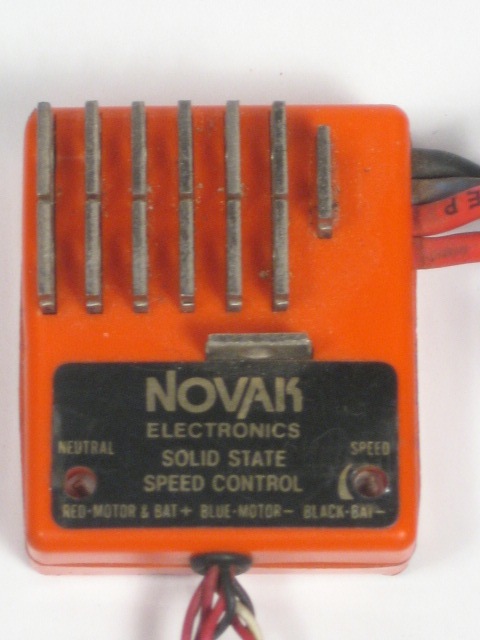 NOVAK
ELECTRONICS
SOLID STATE
SPEED CONTROL
NEUTRAL
SPEED
RED-MOTOR & BAT+ BLUE-MOTOR- BLACK-BAT-
E P